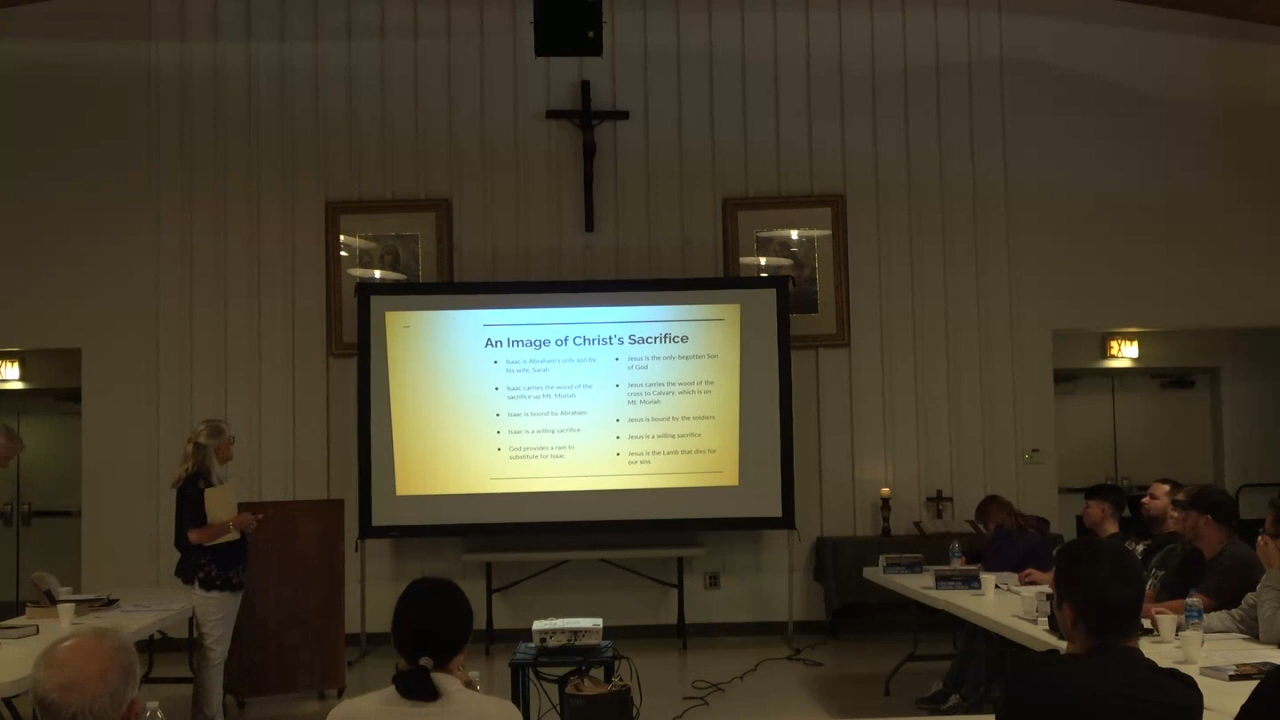 An Image of Christ's Sacrifice
Isaac is Abraham's only son by
his wife, Sarah
Isaac carries the wood of the
sacrifice up Mt. Moriah
Isaac is bound by Abraham
Isaac is a willing sacrifice
God provides a ram to
substitute for Isaac
Jesus is the only-begotten Son
of God
Jesus carries the wood of the
cross to Calvary, which is on
Mt. Moriah
Jesus is bound by the soldiers
Jesus is a willing sacrifice
Jesus is the Lamb that dies for
our sins
EXIT
EXIT